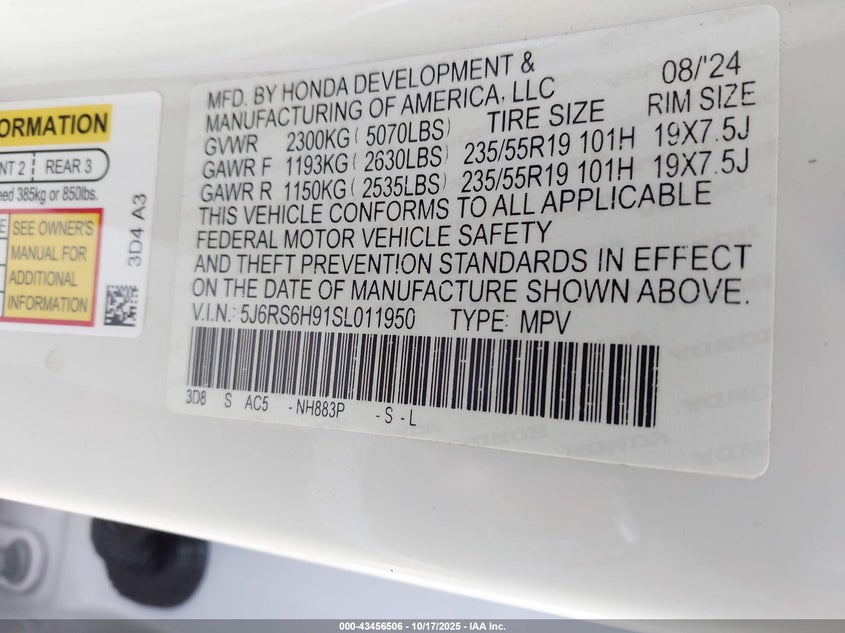 ORMATION
NT 2 REAR 3
eed 385kg or 850lbs.
E SEE OWNER'S
MANUAL FOR
ADDITIONAL
INFORMATION
3D4 A3
MFD. BY HONDA DEVELOPMENT & 08/'24
MANUFACTURING OF AMERICA, LLC
TIRE SIZE RIM SIZE
GVWR 2300KG( 5070LBS)
GAWR F 1193KG( 2630LBS) 235/55R19 101H 19X7.5J
GAWR R 1150KG( 2535LBS) 235/55R19 101H 19X7.5J
THIS VEHICLE CONFORMS TO ALL APPLICABLE
FEDERAL MOTOR VEHICLE SAFETY
AND THEFT PREVENTION STANDARDS IN EFFECT
ON THE DATE OF MANUFACTURE SHOWN ABOVE.
V.I.N.: 5J6RS6H91SL011950 TYPE: MPV
3D8 S AC5 -NH883P -S-L
000-43456506 - 10/17/2025 - IAA Inc.